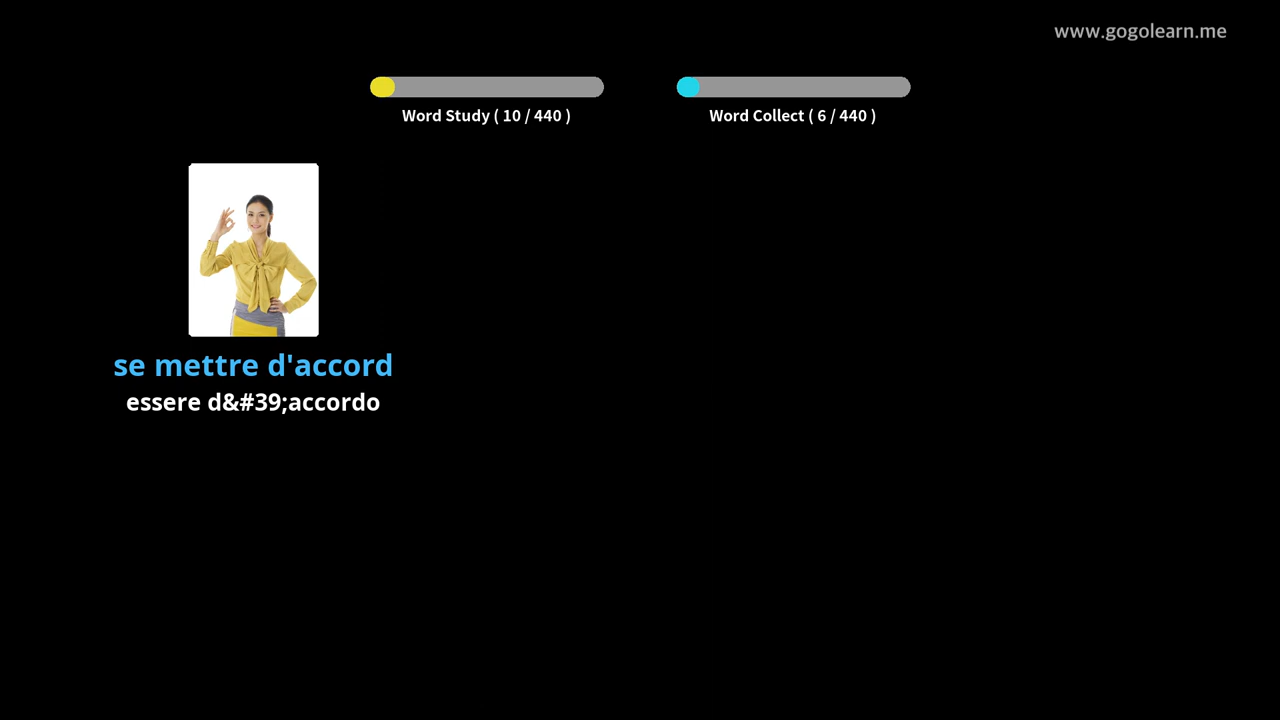 www.gogolearn.me
Word Study ( 10 / 440 )
Word Collect ( 6 / 440 )
se mettre d'accord
essere d&#39;accordo